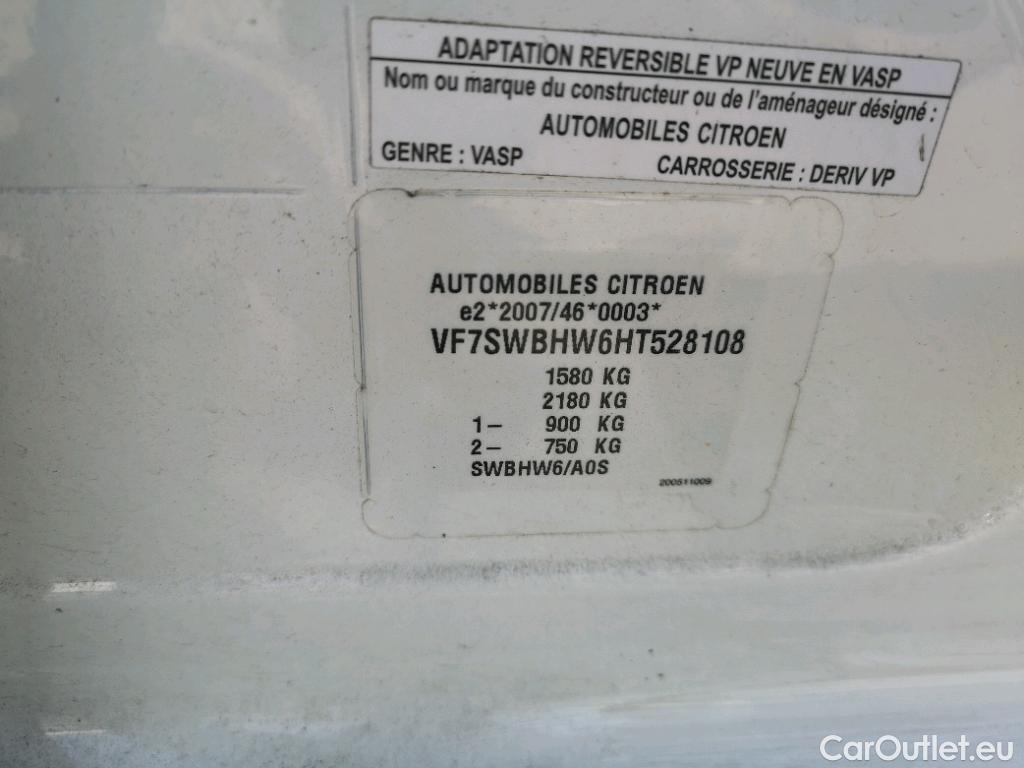 ADAPTATION REVERSIBLE VP NEUVE EN VASP
Nom ou marque du constructeur ou de l'aménageur désigné :
AUTOMOBILES CITROEN
GENRE : VASP CARROSSERIE : DERIV VP
AUTOMOBILES CITROEN
e2*2007/46*0003*
VF7SWBHW6HT528108
1580 KG
2180 KG
1– 900 KG
2– 750 KG
SWBHW6/A0S
200511009
CarOutlet.eu